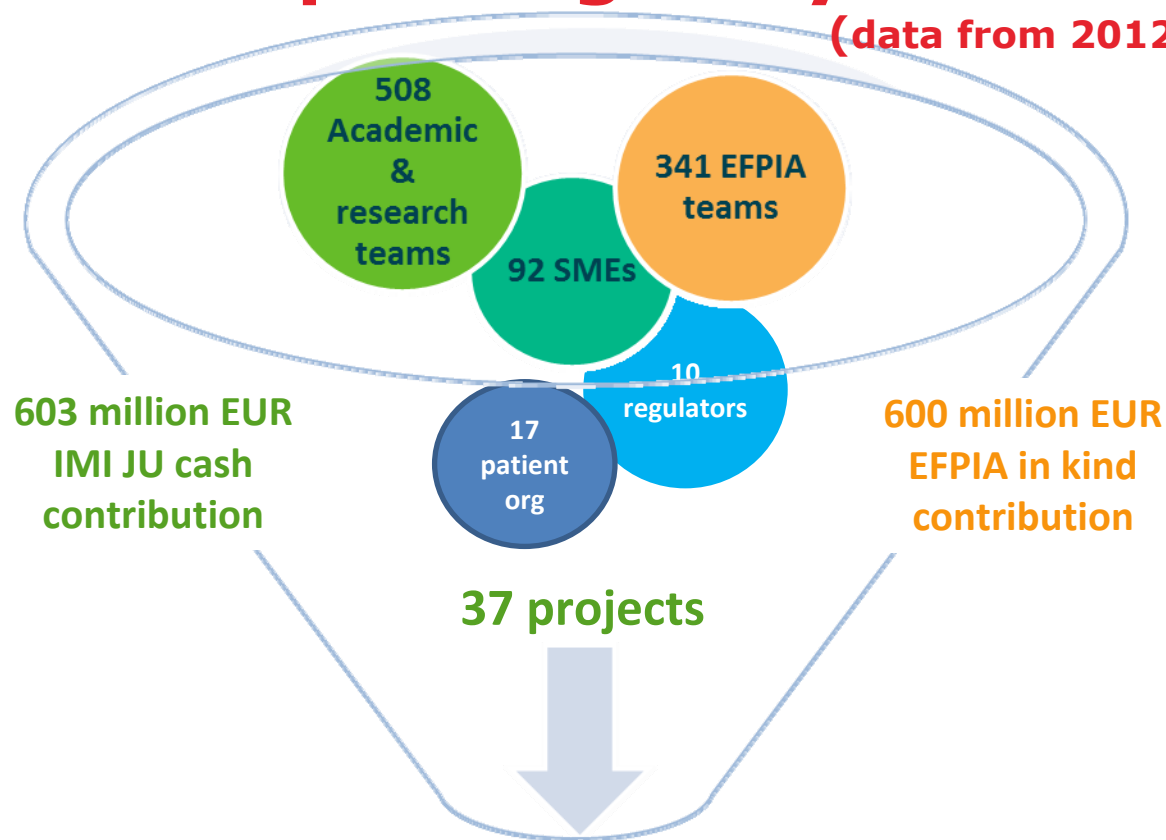 (data from 2012
508
Academic
&
research
teams
341 EFPIA
teams
92 SMEs
10
regulators
17
patient
org
603 million EUR
IMI JU cash
contribution
600 million EUR
EFPIA in kind
contribution
37 projects